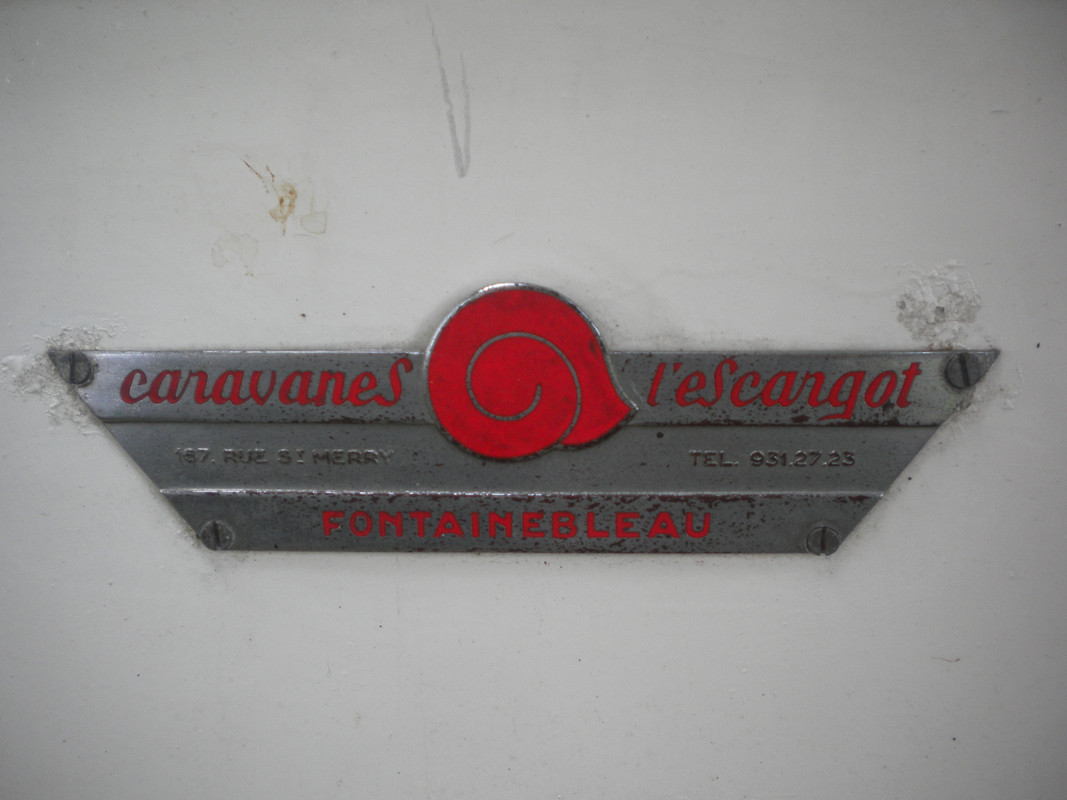 caravanes l'escargot
167. RUE ST MERRY TEL. 931.27.23
FONTAINEBLEAU